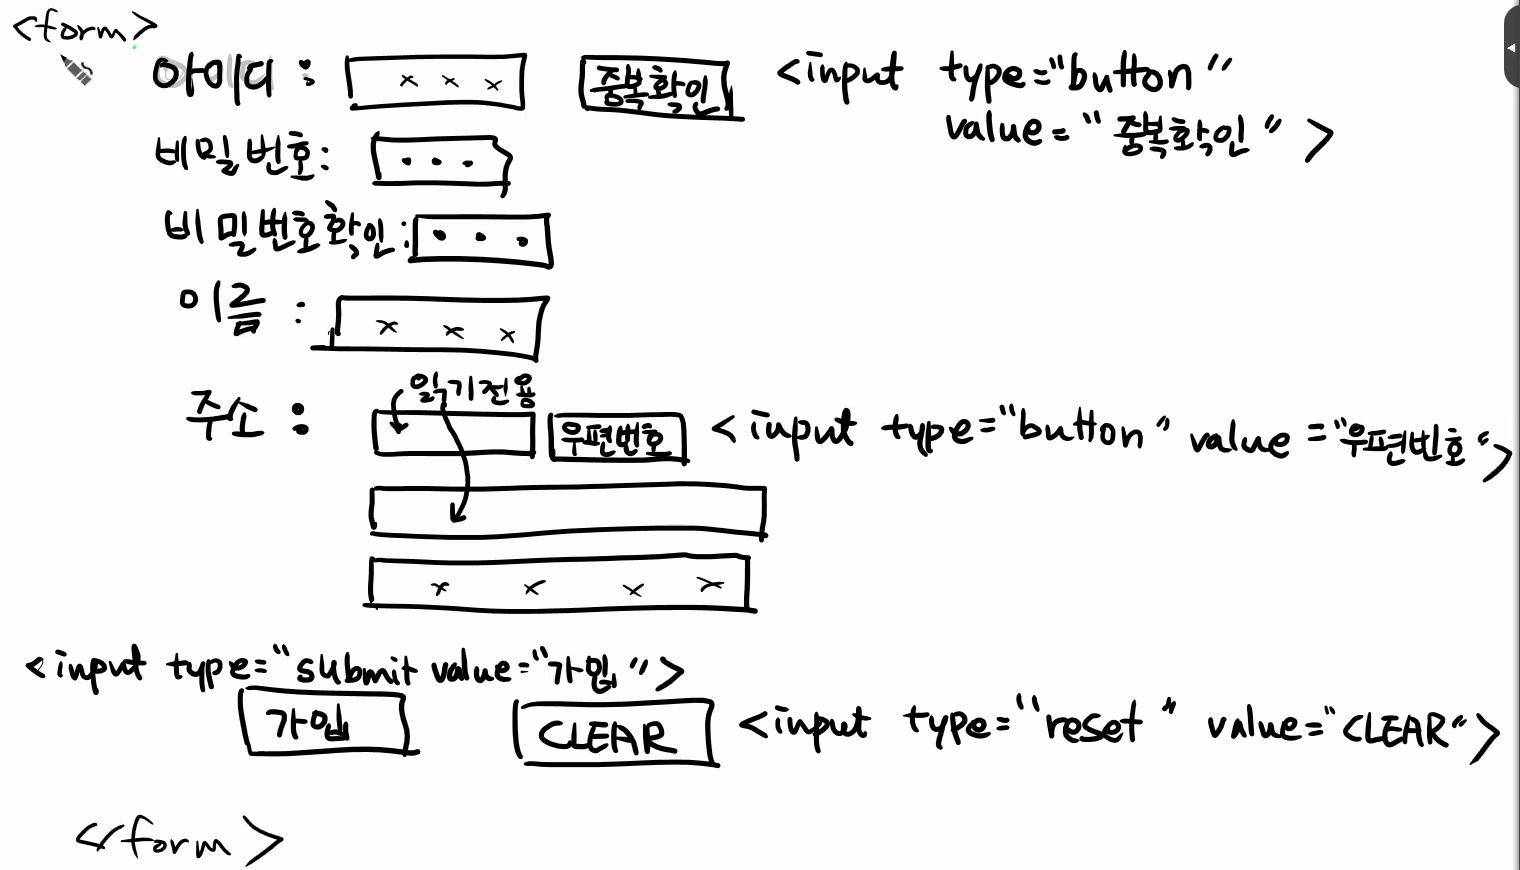 <form>
아이디 : x x x 중복확인 <input type="button"
value="중복확인">
비밀번호: • • •
비밀번호확인: • • •
이름 : x x x
읽기전용
주소 : 우편번호 <input type="button" value="우편번호">
x x x x
<input type="submit value="가입">
가입 CLEAR <input type="reset" value="CLEAR">
</form>